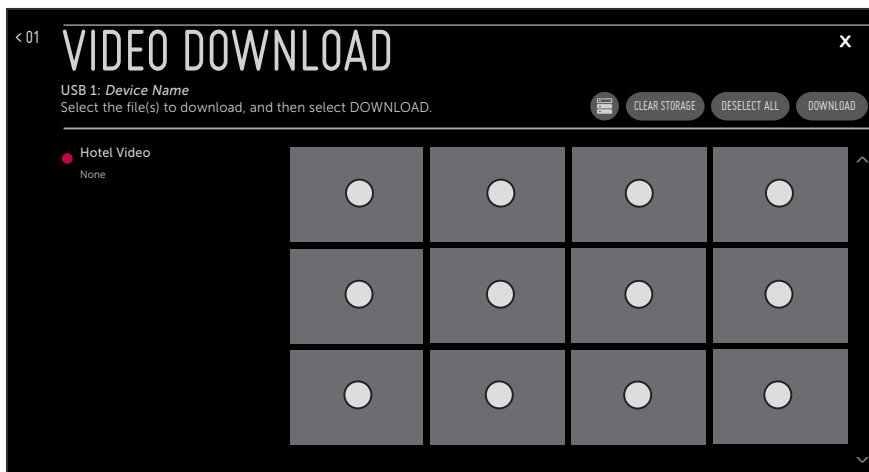 < 01
VIDEO DOWNLOAD
X
USB 1: Device Name
Select the file(s) to download, and then select DOWNLOAD.
CLEAR STORAGE
DESELECT ALL
DOWNLOAD
Hotel Video
None